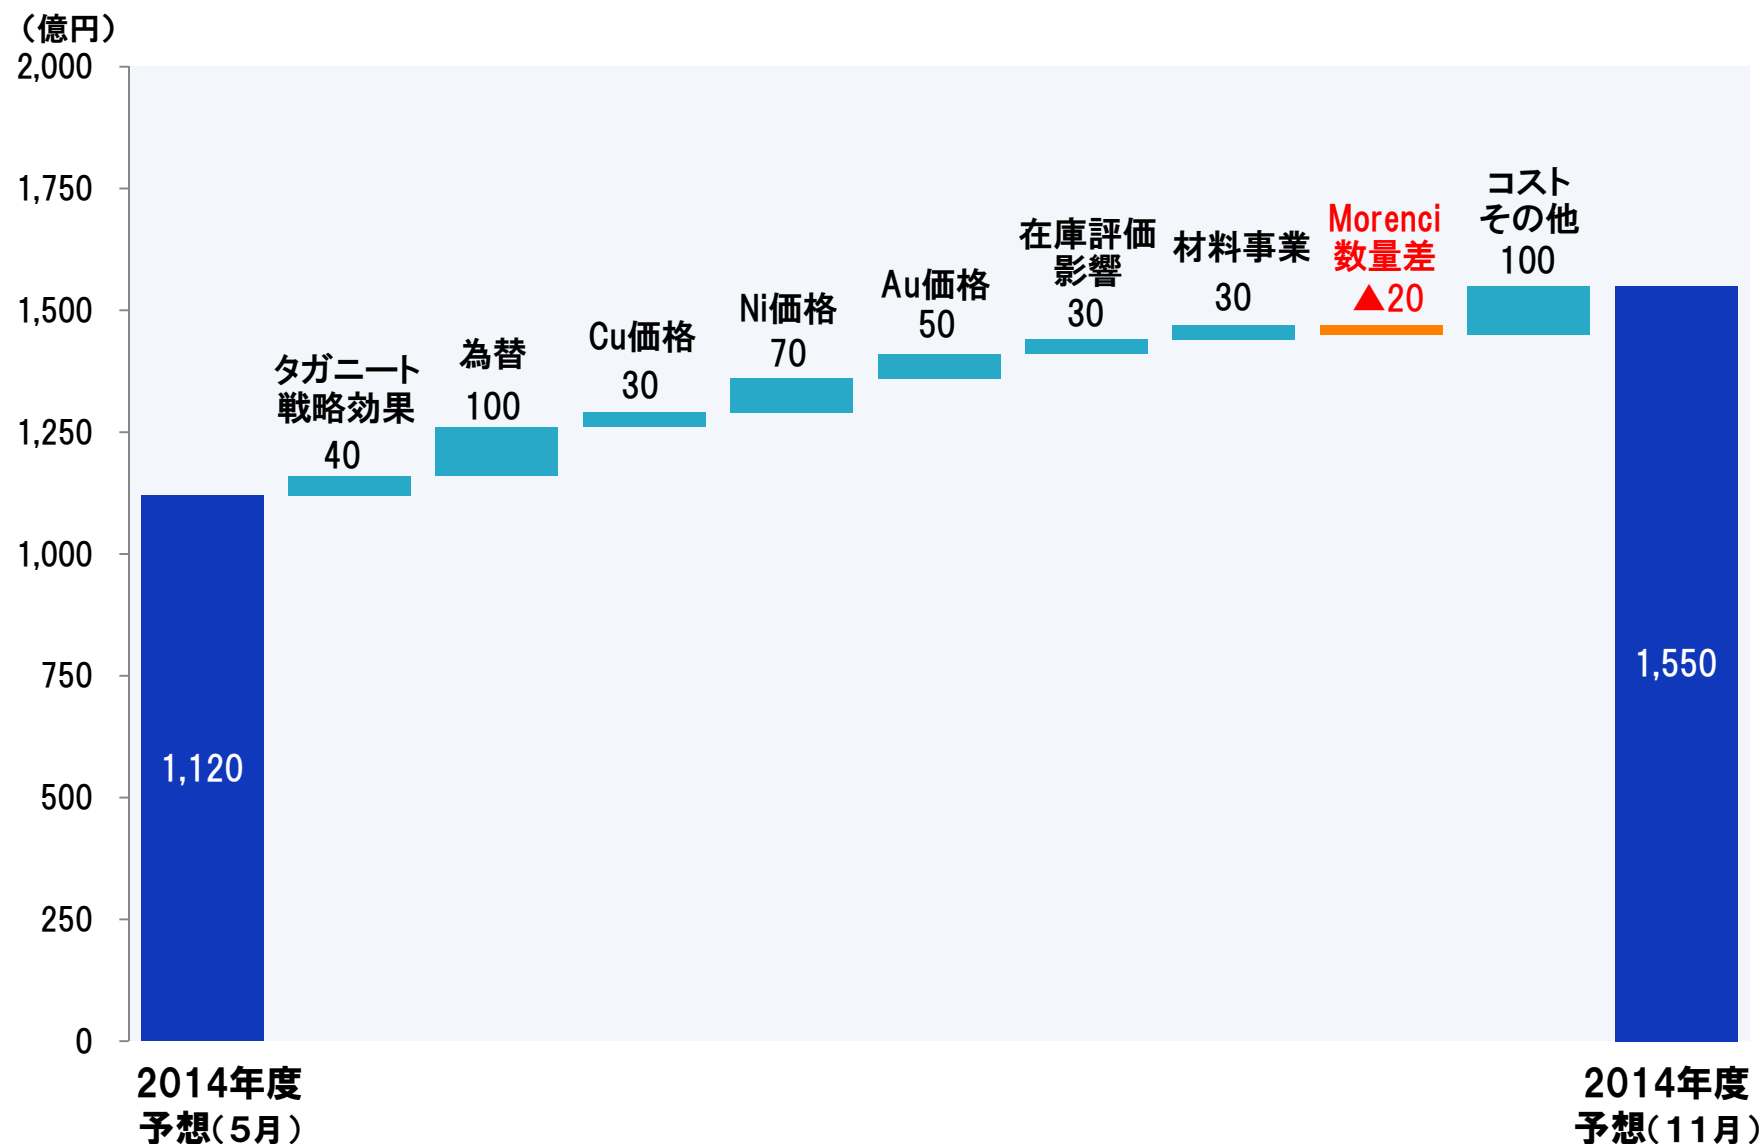 （億円）
2,000
1,750
1,500
1,250
1,000
750
500
250
0
タガニート
戦略効果
40
為替
100
Cu価格
30
Ni価格
70
Au価格
50
在庫評価
影響
30
材料事業
30
Morenci
数量差
▲20
コスト
その他
100
1,120
1,550
2014年度
予想（5月）
2014年度
予想（11月）